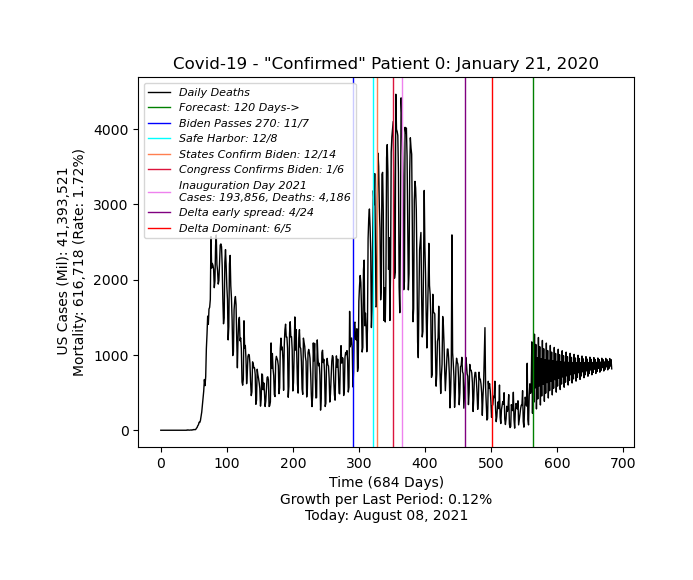 Covid-19 - "Confirmed" Patient 0: January 21, 2020
Daily Deaths
Forecast: 120 Days->
Biden Passes 270: 11/7
Safe Harbor: 12/8
States Confirm Biden: 12/14
Congress Confirms Biden: 1/6
Inauguration Day 2021
Cases: 193,856, Deaths: 4,186
Delta early spread: 4/24
Delta Dominant: 6/5
US Cases (Mil): 41,393,521
Mortality: 616,718 (Rate: 1.72%)
4000
3000
2000
1000
0
0 100 200 300 400 500 600 700
Time (684 Days)
Growth per Last Period: 0.12%
Today: August 08, 2021